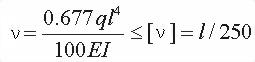 ν = 0.677ql⁴ / 100EI ≤ [ν] = l / 250